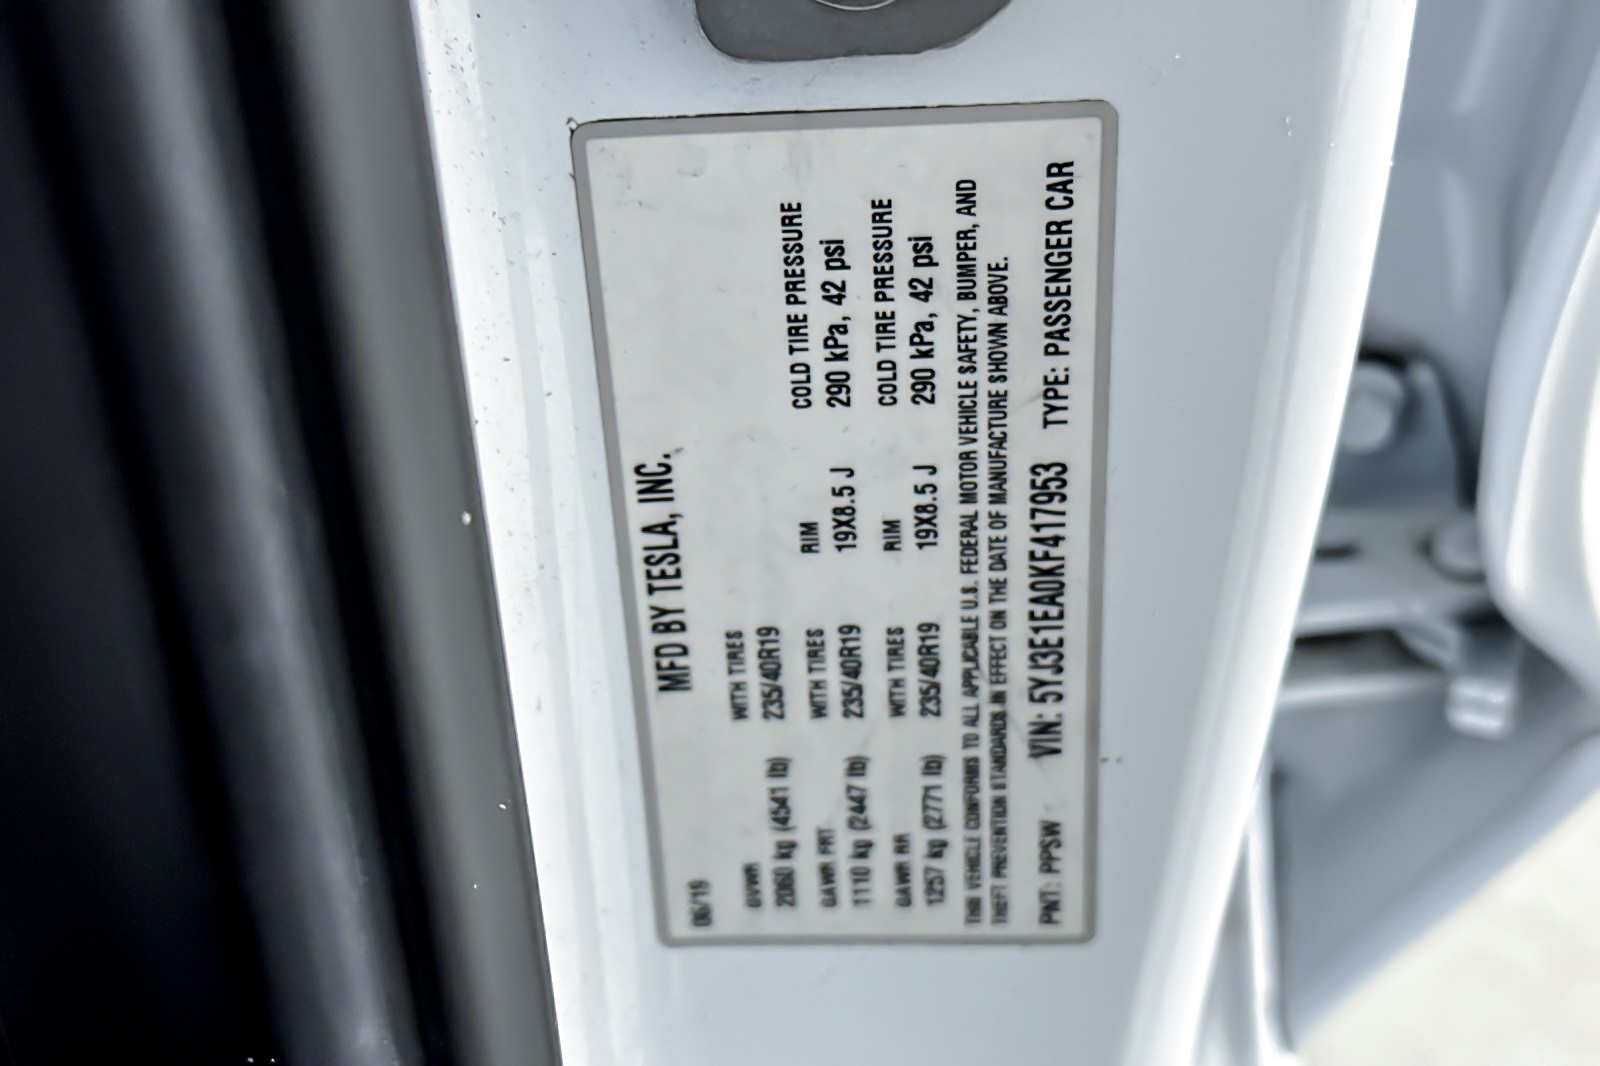 MFD BY TESLA, INC.
06/19
GVWR WITH TIRES
2060 kg (4541 lb) 235/40R19 COLD TIRE PRESSURE
GAWR FRT WITH TIRES RIM 290 kPa, 42 psi
1110 kg (2447 lb) 235/40R19 19X8.5 J COLD TIRE PRESSURE
GAWR RR WITH TIRES RIM 290 kPa, 42 psi
1257 kg (2771 lb) 235/40R19 19X8.5 J
THIS VEHICLE CONFORMS TO ALL APPLICABLE U.S. FEDERAL MOTOR VEHICLE SAFETY, BUMPER, AND
THEFT PREVENTION STANDARDS IN EFFECT ON THE DATE OF MANUFACTURE SHOWN ABOVE.
PNT: PPSW VIN: 5YJ3E1EA0KF417953 TYPE: PASSENGER CAR